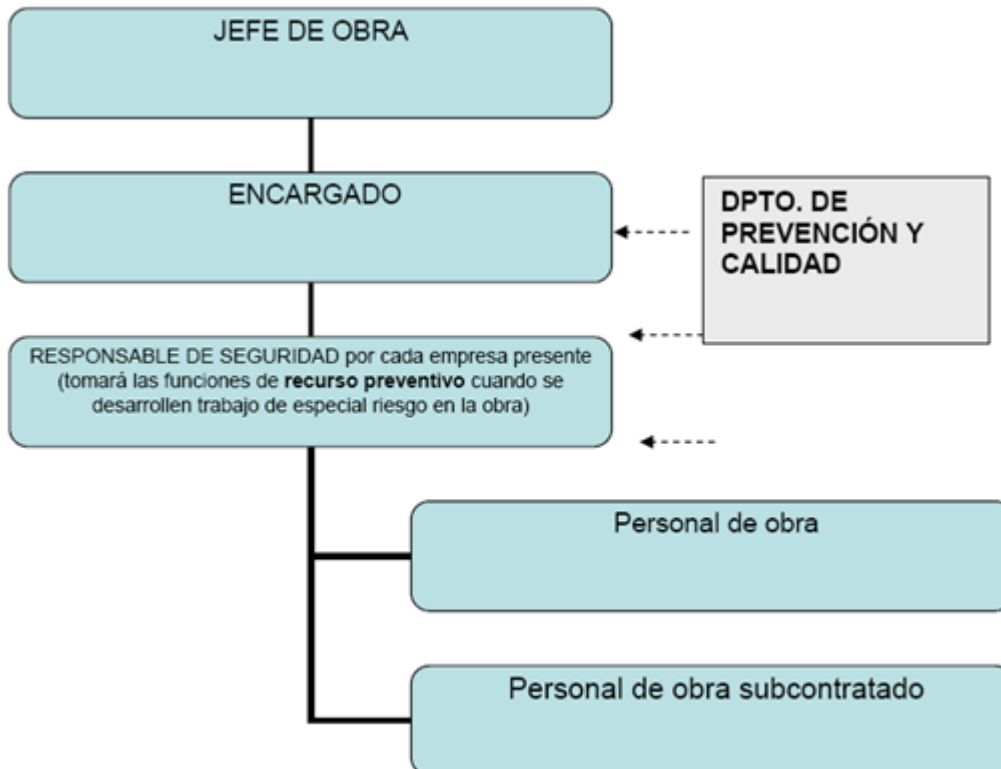 JEFE DE OBRA
ENCARGADO
DPTO. DE
PREVENCIÓN Y
CALIDAD
RESPONSABLE DE SEGURIDAD por cada empresa presente
(tomará las funciones de recurso preventivo cuando se
desarrollen trabajo de especial riesgo en la obra)
Personal de obra
Personal de obra subcontratado